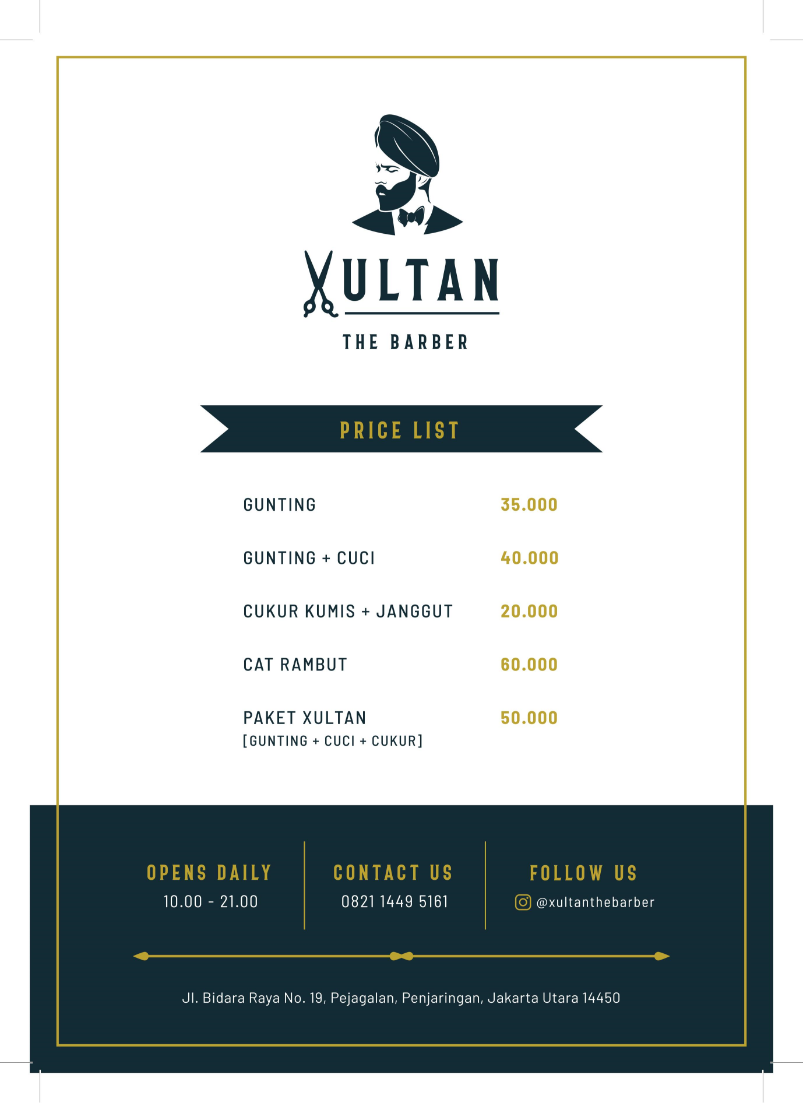 XULTAN
THE BARBER
PRICE LIST
GUNTING 35.000
GUNTING + CUCI 40.000
CUKUR KUMIS + JANGGUT 20.000
CAT RAMBUT 60.000
PAKET XULTAN 50.000
[GUNTING + CUCI + CUKUR]
OPENS DAILY
10.00 - 21.00
CONTACT US
0821 1449 5161
FOLLOW US
@xultanthebarber
Jl. Bidara Raya No. 19, Pejagalan, Penjaringan, Jakarta Utara 14450